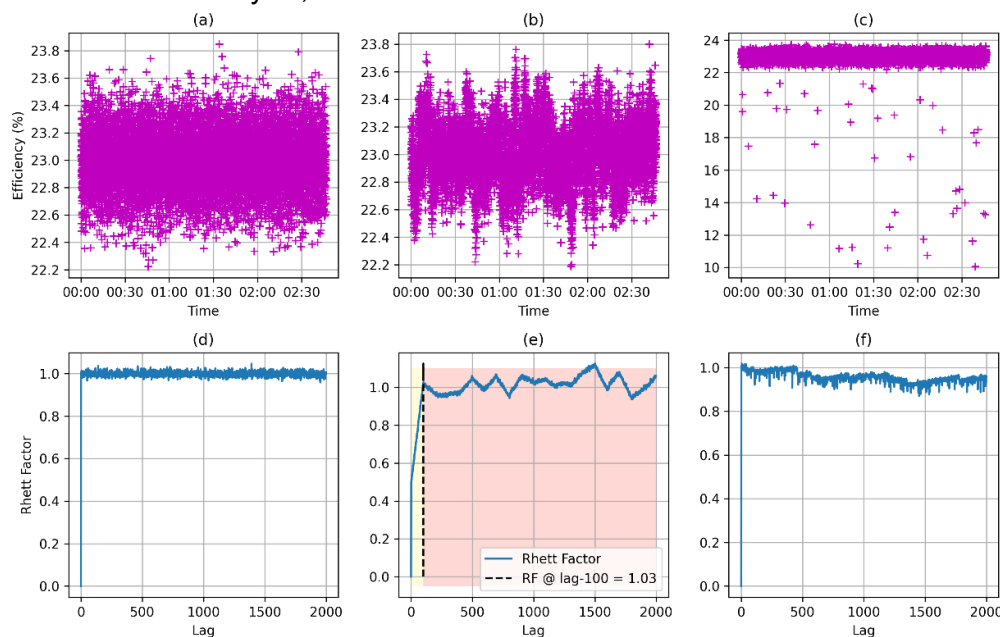 (a) (b) (c)
23.8 23.8 24
23.6 23.6 22
23.4 23.4 20
23.2 23.2 18
23.0 23.0 16
22.8 22.8 14
22.6 22.6 12
22.4 22.4 10
22.2 22.2
Efficiency (%)
00:00 00:30 01:00 01:30 02:00 02:30 00:00 00:30 01:00 01:30 02:00 02:30 00:00 00:30 01:00 01:30 02:00 02:30
Time Time Time
(d) (e) (f)
1.0 1.0 1.0
0.8 0.8 0.8
0.6 0.6 0.6
0.4 0.4 0.4
0.2 0.2 0.2
0.0 0.0 0.0
Rhett Factor
Rhett Factor
RF @ lag-100 = 1.03
0 500 1000 1500 2000 0 500 1000 1500 2000 0 500 1000 1500 2000
Lag Lag Lag